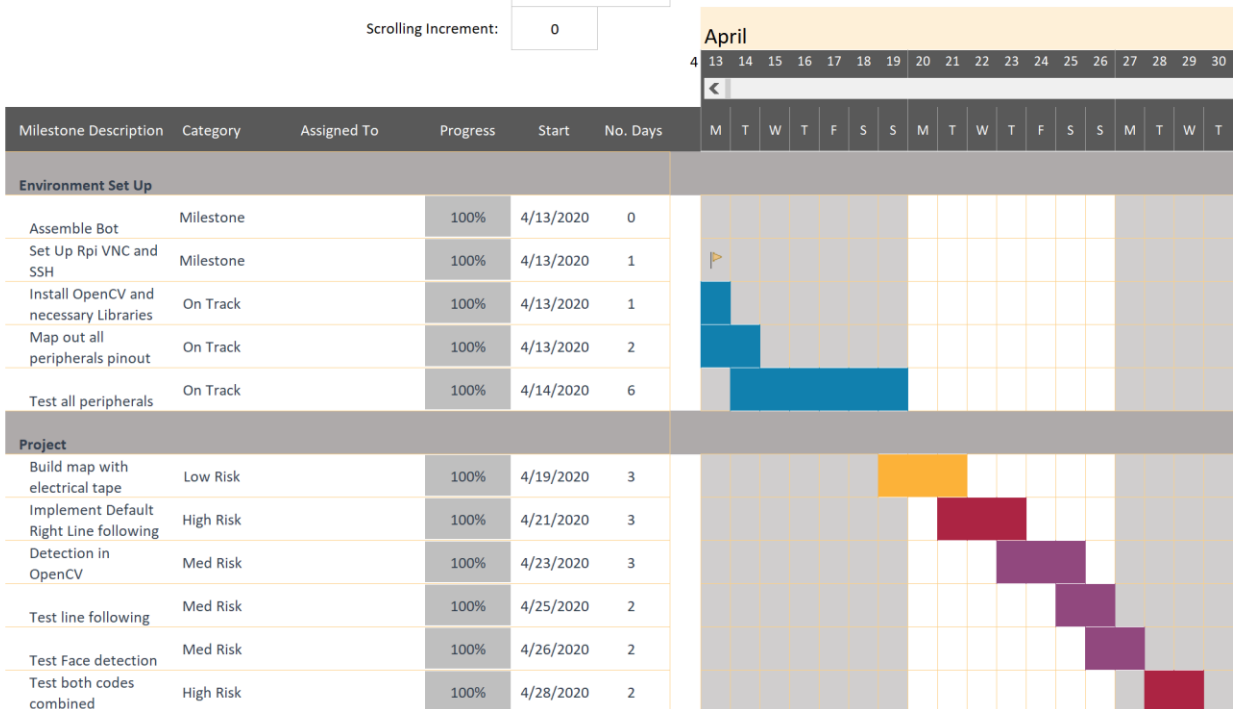 Scrolling Increment: 0
April
4 13 14 15 16 17 18 19 20 21 22 23 24 25 26 27 28 29 30
Milestone Description Category Assigned To Progress Start No. Days M T W T F S S M T W T F S S M T W T
Environment Set Up
Assemble Bot Milestone 100% 4/13/2020 0
Set Up Rpi VNC and
SSH Milestone 100% 4/13/2020 1
Install OpenCV and
necessary Libraries On Track 100% 4/13/2020 1
Map out all
peripherals pinout On Track 100% 4/13/2020 2
Test all peripherals On Track 100% 4/14/2020 6
Project
Build map with
electrical tape Low Risk 100% 4/19/2020 3
Implement Default
Right Line following High Risk 100% 4/21/2020 3
Detection in
OpenCV Med Risk 100% 4/23/2020 3
Test line following Med Risk 100% 4/25/2020 2
Test Face detection Med Risk 100% 4/26/2020 2
Test both codes
combined High Risk 100% 4/28/2020 2